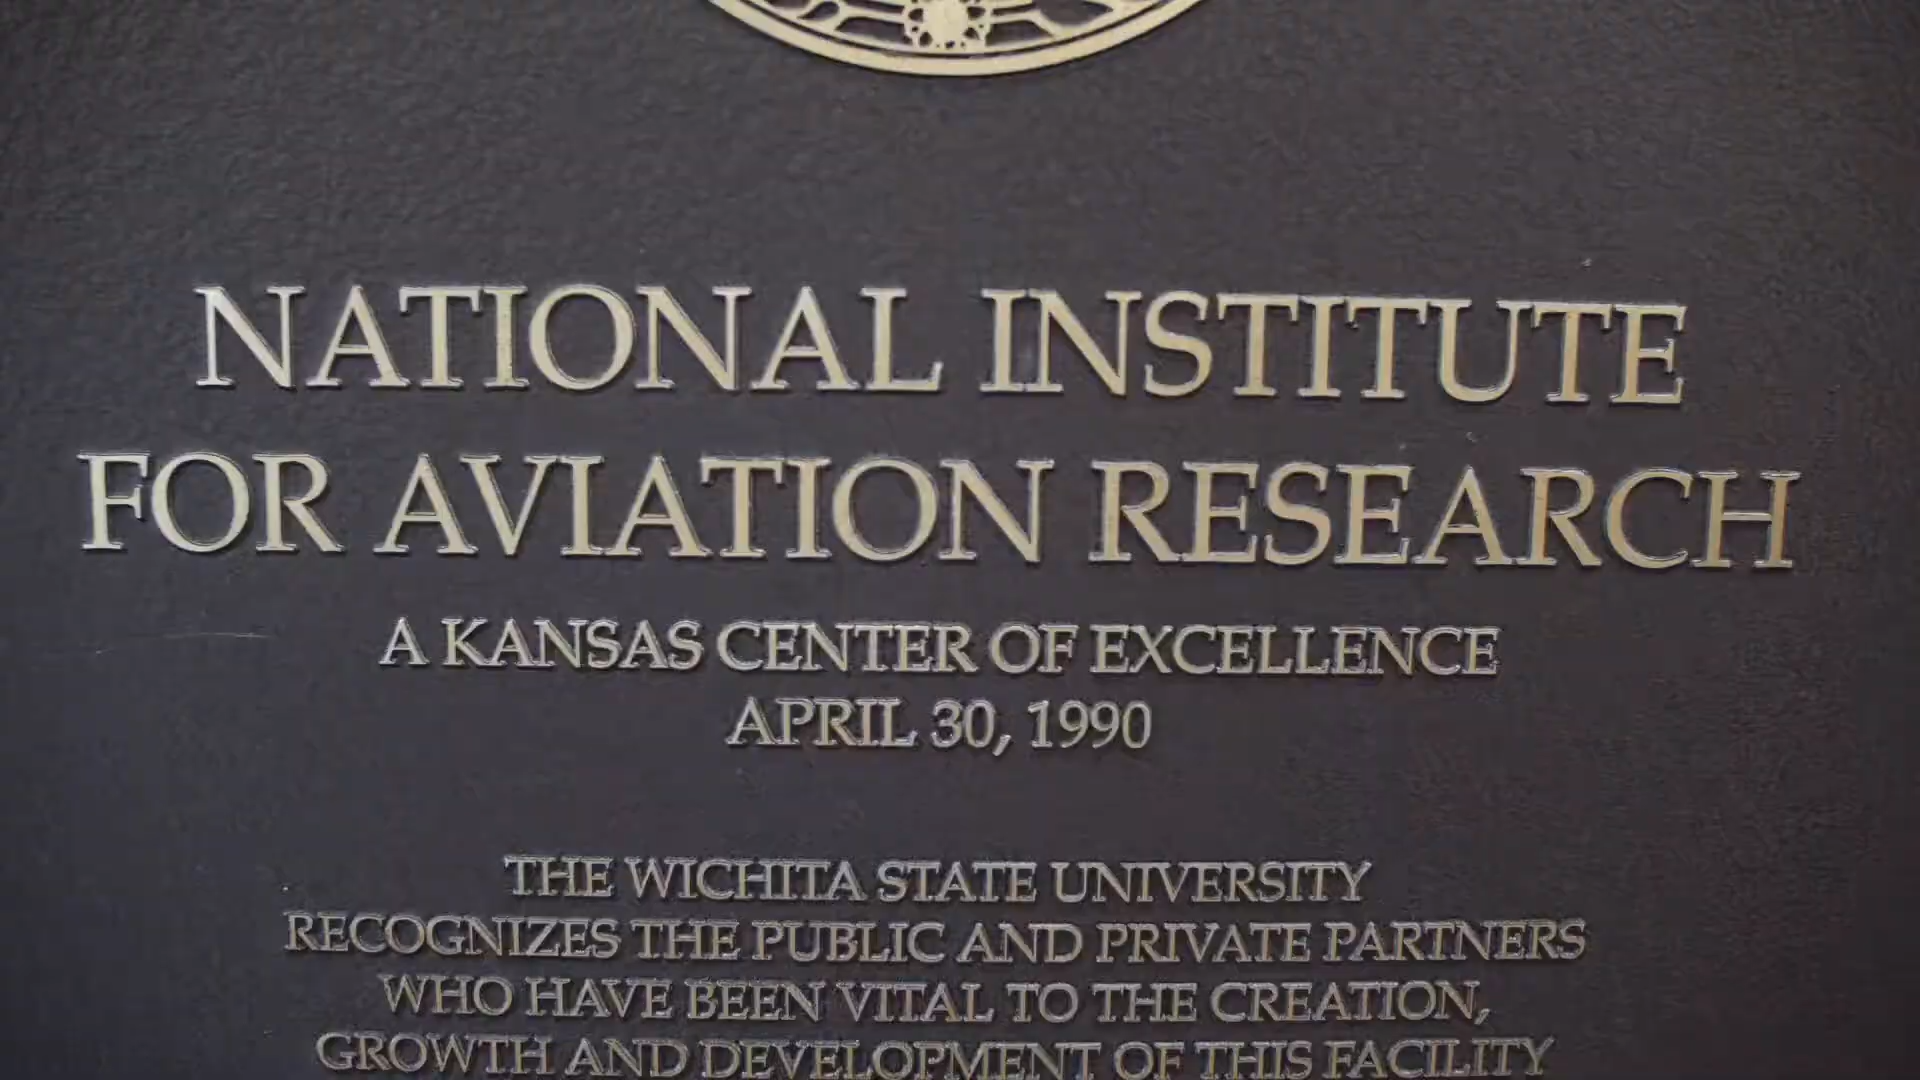 NATIONAL INSTITUTE
FOR AVIATION RESEARCH
A KANSAS CENTER OF EXCELLENCE
APRIL 30, 1990
THE WICHITA STATE UNIVERSITY
RECOGNIZES THE PUBLIC AND PRIVATE PARTNERS
WHO HAVE BEEN VITAL TO THE CREATION,
GROWTH AND DEVELOPMENT OF THIS FACILITY